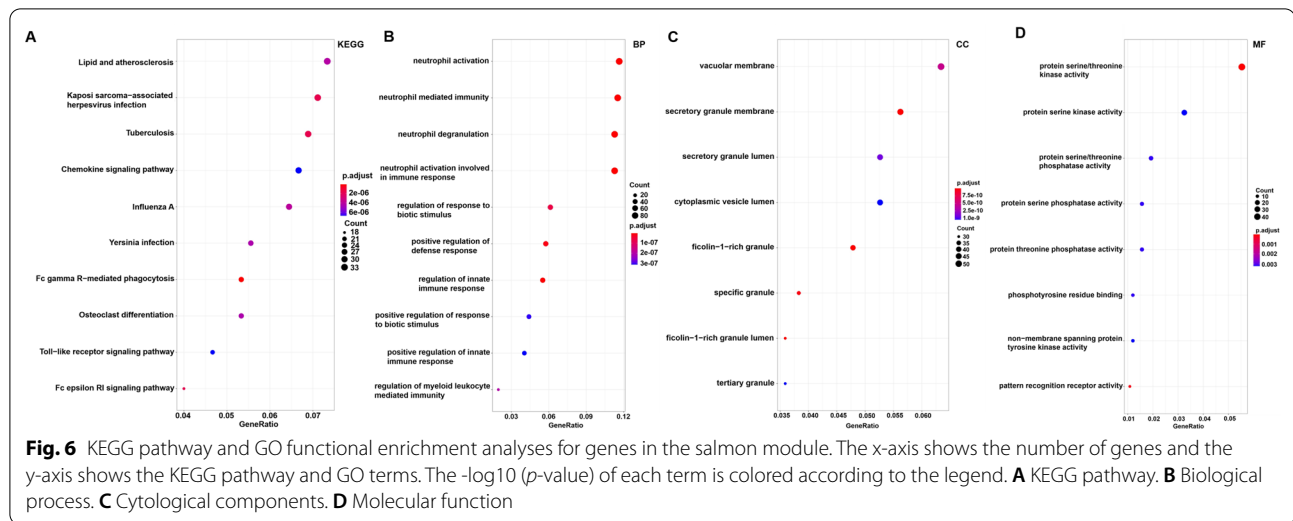 A
KEGG
Lipid and atherosclerosis
Kaposi sarcoma−associated
herpesvirus infection
Tuberculosis
Chemokine signaling pathway
Influenza A
Yersinia infection
Fc gamma R−mediated phagocytosis
Osteoclast differentiation
Toll−like receptor signaling pathway
Fc epsilon RI signaling pathway
0.04 0.05 0.06 0.07
GeneRatio
p.adjust
2e-06
4e-06
6e-06
Count
18
21
24
27
30
33
B
BP
neutrophil activation
neutrophil mediated immunity
neutrophil degranulation
neutrophil activation involved
in immune response
regulation of response to
biotic stimulus
positive regulation of
defense response
regulation of innate
immune response
positive regulation of response
to biotic stimulus
positive regulation of innate
immune response
regulation of myeloid leukocyte
mediated immunity
0.03 0.06 0.09 0.12
GeneRatio
Count
20
40
60
80
p.adjust
1e-07
2e-07
3e-07
C
CC
vacuolar membrane
secretory granule membrane
secretory granule lumen
cytoplasmic vesicle lumen
ficolin−1−rich granule
specific granule
ficolin−1−rich granule lumen
tertiary granule
0.035 0.04 0.045 0.05 0.055 0.060
GeneRatio
p.adjust
7.5e-10
5.0e-10
2.5e-10
1.0e-9
Count
30
35
40
45
50
D
MF
protein serine/threonine
kinase activity
protein serine kinase activity
protein serine/threonine
phosphatase activity
protein serine phosphatase activity
protein threonine phosphatase activity
phosphotyrosine residue binding
non−membrane spanning protein
tyrosine kinase activity
pattern recognition receptor activity
0.01 0.02 0.03 0.04 0.05
GeneRatio
Count
10
20
30
40
p.adjust
0.001
0.002
0.003
Fig. 6 KEGG pathway and GO functional enrichment analyses for genes in the salmon module. The x-axis shows the number of genes and the
y-axis shows the KEGG pathway and GO terms. The -log10 (p-value) of each term is colored according to the legend. A KEGG pathway. B Biological
process. C Cytological components. D Molecular function